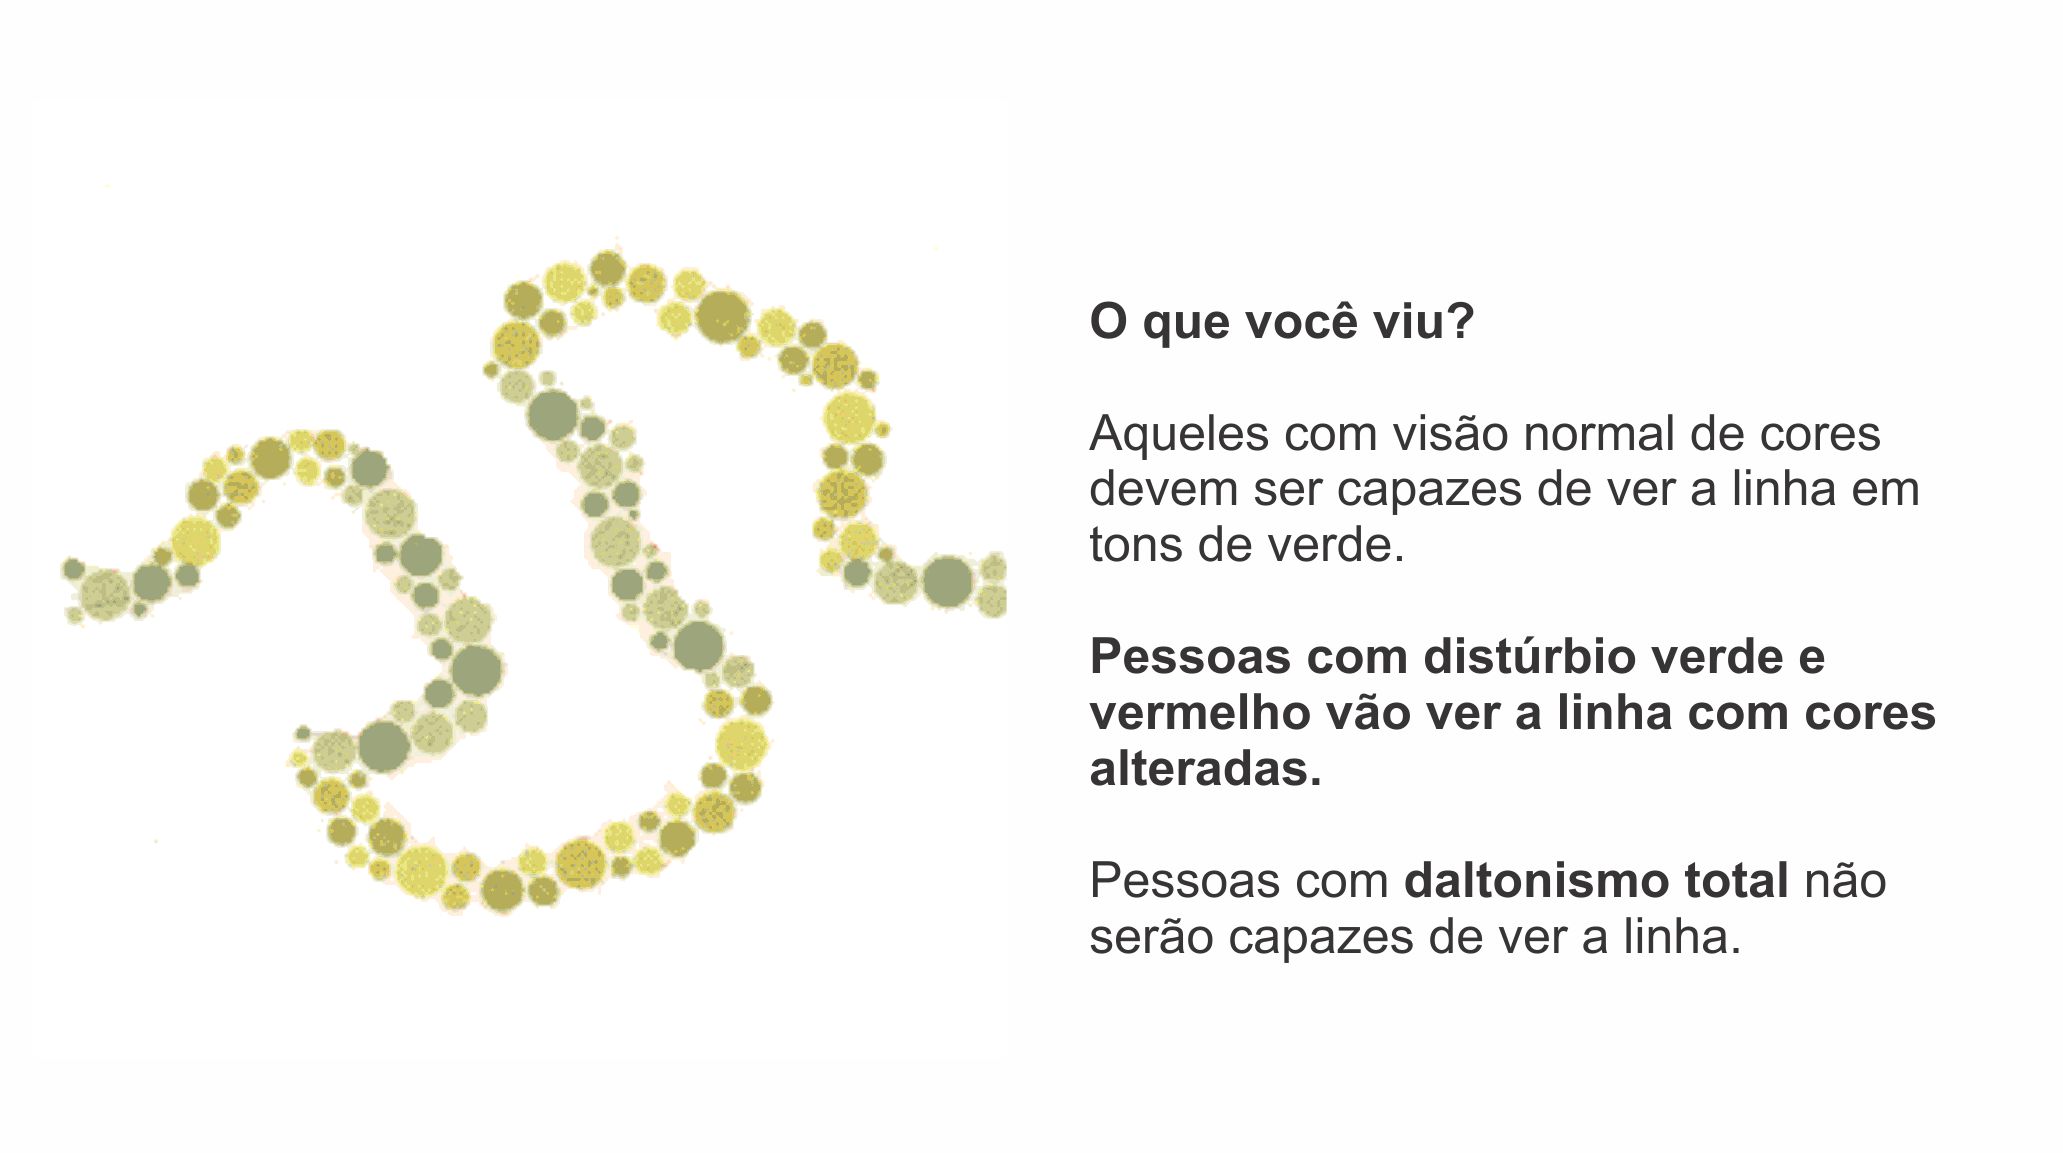 O que você viu?
Aqueles com visão normal de cores
devem ser capazes de ver a linha em
tons de verde.
Pessoas com distúrbio verde e
vermelho vão ver a linha com cores
alteradas.
Pessoas com daltonismo total não
serão capazes de ver a linha.